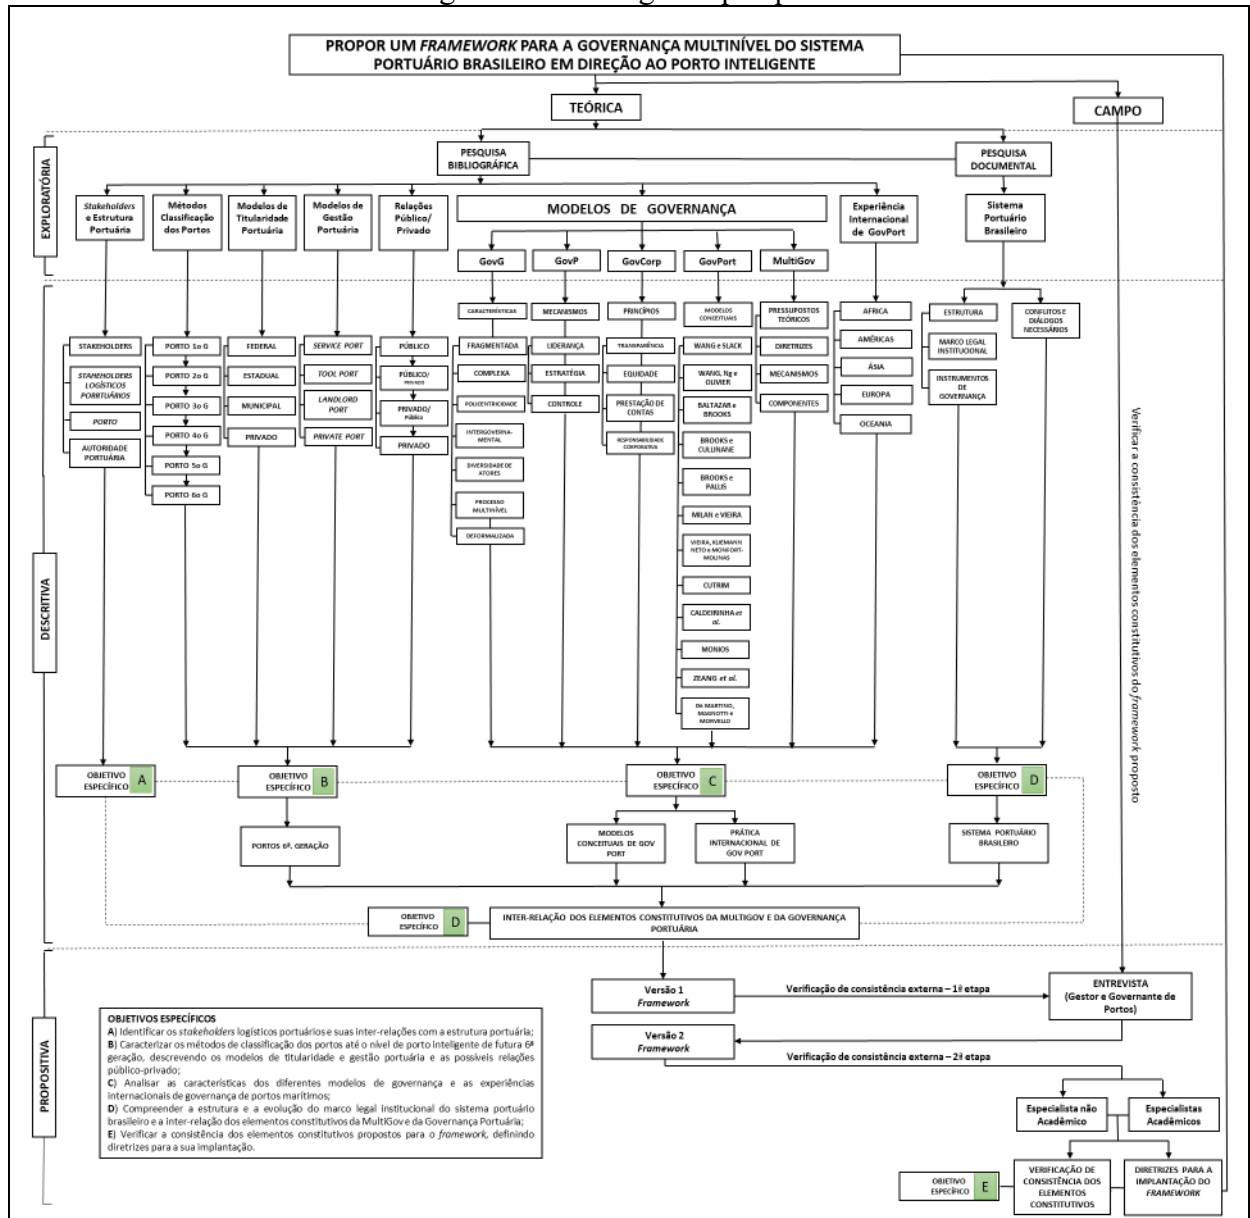 PROPOR UM FRAMEWORK PARA A GOVERNANÇA MULTINÍVEL DO SISTEMA
PORTUÁRIO BRASILEIRO EM DIREÇÃO AO PORTO INTELIGENTE
TEÓRICA
CAMPO
EXPLORATÓRIA
PESQUISA
BIBLIOGRÁFICA
PESQUISA
DOCUMENTAL
Stakeholders
e Estrutura
Portuária
Métodos
Classificação
dos Portos
Modelos de
Titularidade
Portuária
Modelos de
Gestão
Portuária
Relações
Público/
Privado
MODELOS DE GOVERNANÇA
Experiência
Internacional
de GovPort
Sistema
Portuário
Brasileiro
GovG
GovP
GovCorp
GovPort
MultiGov
DESCRITIVA
STAKEHOLDERS
STAHEHOLDERS
LOGÍSTICOS
PORRTUÁRIOS
PORTO
AUTORIDADE
PORTUÁRIA
PORTO 1o G
PORTO 2o G
PORTO 3o G
PORTO 4o G
PORTO 5o G
PORTO 6o G
FEDERAL
ESTADUAL
MUNICIPAL
PRIVADO
SERVICE PORT
TOOL PORT
LANDLORD
PORT
PRIVATE PORT
PÚBLICO
PÚBLICO/
PRIVADO
PRIVADO/
Pública
PRIVADO
CARACTERÍSTICAS
FRAGMENTADA
COMPLEXA
POLICENTRICIDADE
INTERGOVERNA-
MENTAL
DIVERSIDADE DE
ATORES
PROCESSO
MULTINÍVEL
DEFORMALIZADA
MECANISMOS
LIDERANÇA
ESTRATÉGIA
CONTROLE
PRINCÍPIOS
TRANSPARÊNCIA
EQUIDADE
PRESTAÇÃO DE
CONTAS
RESPONSABILIDADE
CORPORATIVA
MODELOS
CONCEITUAIS
WANG e SLACK
WANG, Ng e
OLIVIER
BALTAZAR e
BROOKS
BROOKS e
CULLINANE
BROOKS e
PALLIS
MILAN e VIEIRA
VIEIRA, KLIEMANN
NETO e MONFORT-
MOLINAS
CUTRIM
CALDEIRINHA et
al.
MONIOS
ZEANG et al.
De MARTINO,
MAGNOTTI e
MORVELLO
PRESSUPOSTOS
TEÓRICOS
DIRETRIZES
MECANISMOS
COMPONENTES
AFRICA
AMÉRICAS
ÁSIA
EUROPA
OCEANIA
ESTRUTURA
MARCO LEGAL
INSTITUCIONAL
INSTRUMENTOS
DE
GOVERNANÇA
CONFLITOS E
DIÁLOGOS
NECESSÁRIOS
Verificar a consistência dos elementos constitutivos do framework proposto
OBJETIVO
ESPECÍFICO
A
OBJETIVO
ESPECÍFICO
B
OBJETIVO
ESPECÍFICO
C
OBJETIVO
ESPECÍFICO
D
PORTOS 6ª. GERAÇÃO
MODELOS
CONCEITUAIS DE GOV
PORT
PRÁTICA
INTERNACIONAL DE
GOV PORT
SISTEMA PORTUÁRIO
BRASILEIRO
OBJETIVO
ESPECÍFICO
D
INTER-RELAÇÃO DOS ELEMENTOS CONSTITUTIVOS DA MULTIGOV E DA GOVERNANÇA
PORTUÁRIA
PROPOSITIVA
Versão 1
Framework
Verificação de consistência externa – 1ª etapa
ENTREVISTA
(Gestor e Governante de
Portos)
Versão 2
Framework
Verificação de consistência externa – 2ª etapa
OBJETIVOS ESPECÍFICOS
A) Identificar os stakeholders logísticos portuários e suas inter-relações com a estrutura portuária;
B) Caracterizar os métodos de classificação dos portos até o nível de porto inteligente de futura 6ª
geração, descrevendo os modelos de titularidade e gestão portuária e as possíveis relações
público-privado;
C) Analisar as características dos diferentes modelos de governança e as experiências
internacionais de governança de portos marítimos;
D) Compreender a estrutura e a evolução do marco legal institucional do sistema portuário
brasileiro e a inter-relação dos elementos constitutivos da MultiGov e da Governança Portuária;
E) Verificar a consistência dos elementos constitutivos propostos para o framework, definindo
diretrizes para a sua implantação.
Especialista não
Acadêmico
Especialistas
Acadêmicos
OBJETIVO
ESPECÍFICO
E
VERIFICAÇÃO DE
CONSISTÊNCIA DOS
ELEMENTOS
CONSTITUTIVOS
DIRETRIZES PARA A
IMPLANTAÇÃO DO
FRAMEWORK